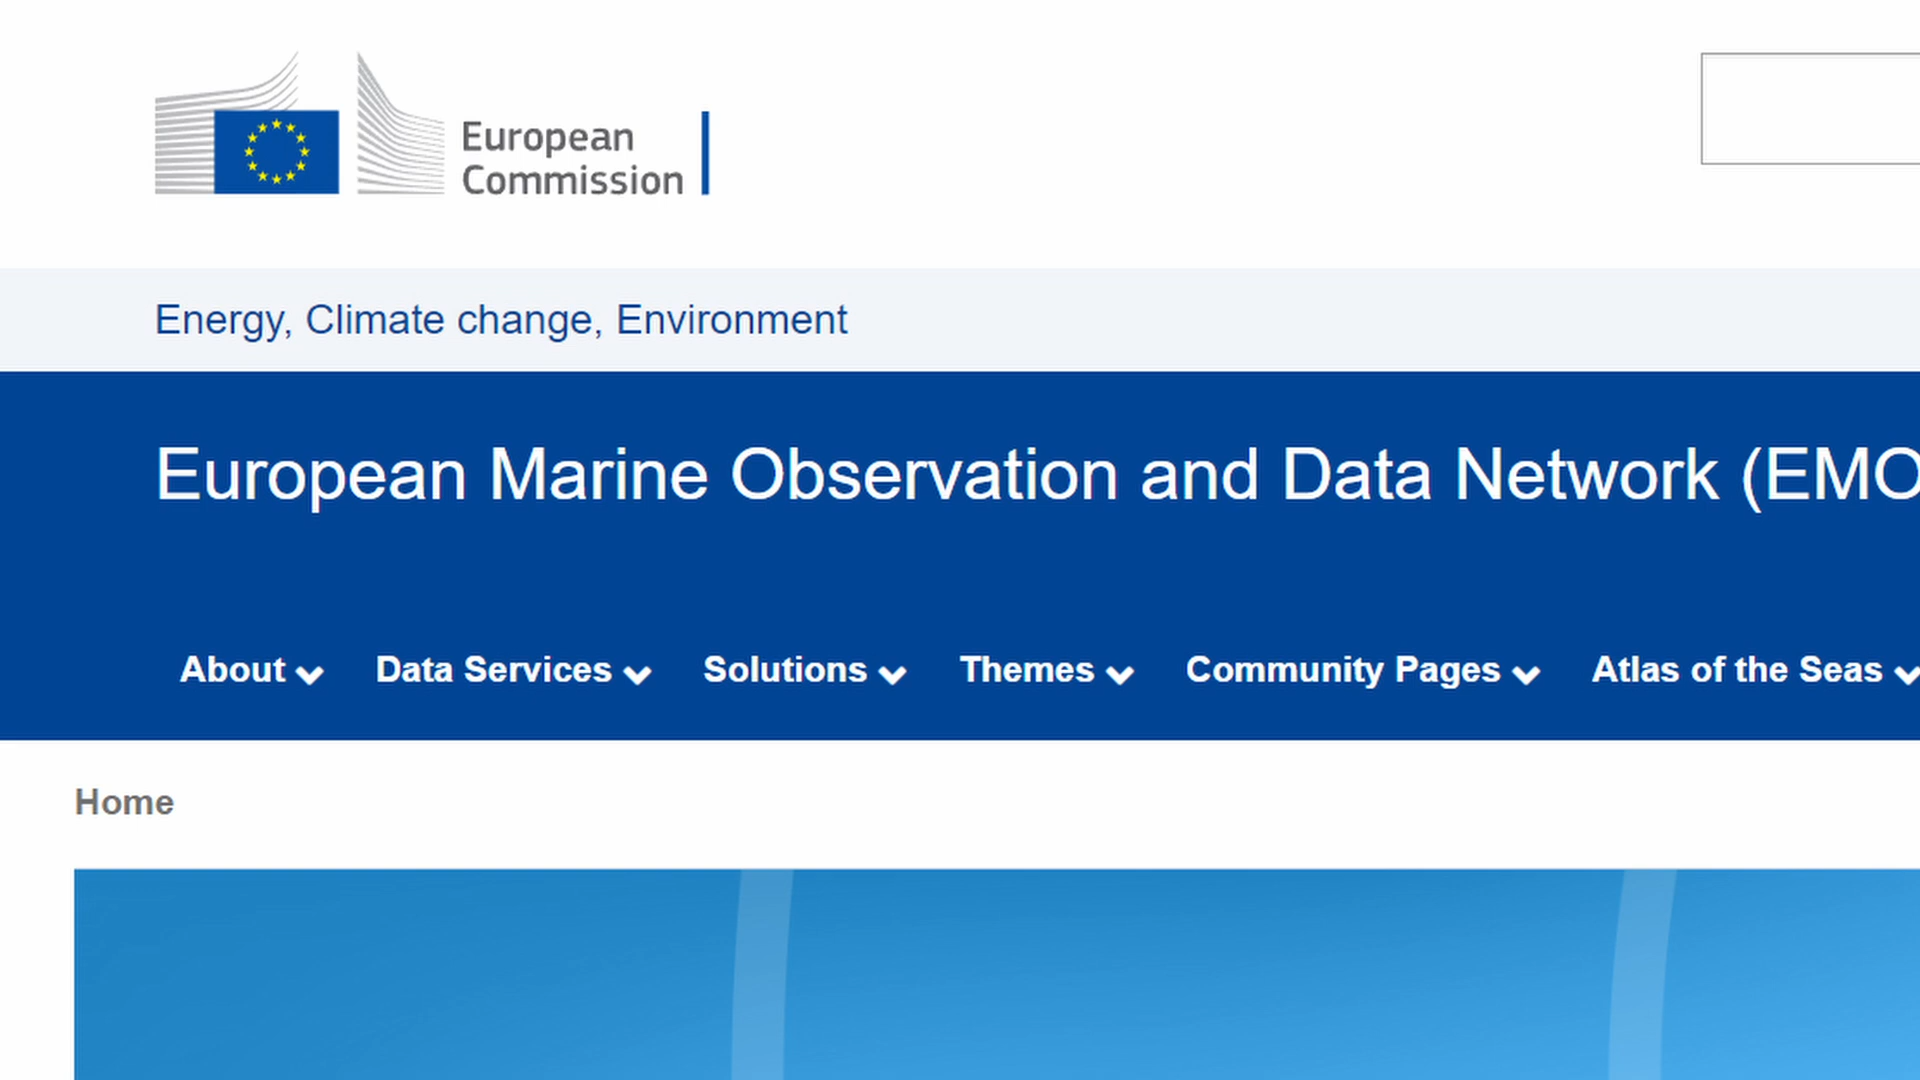 European
Commission
Energy, Climate change, Environment
European Marine Observation and Data Network (EMO
About
Data Services
Solutions
Themes
Community Pages
Atlas of the Seas
Home